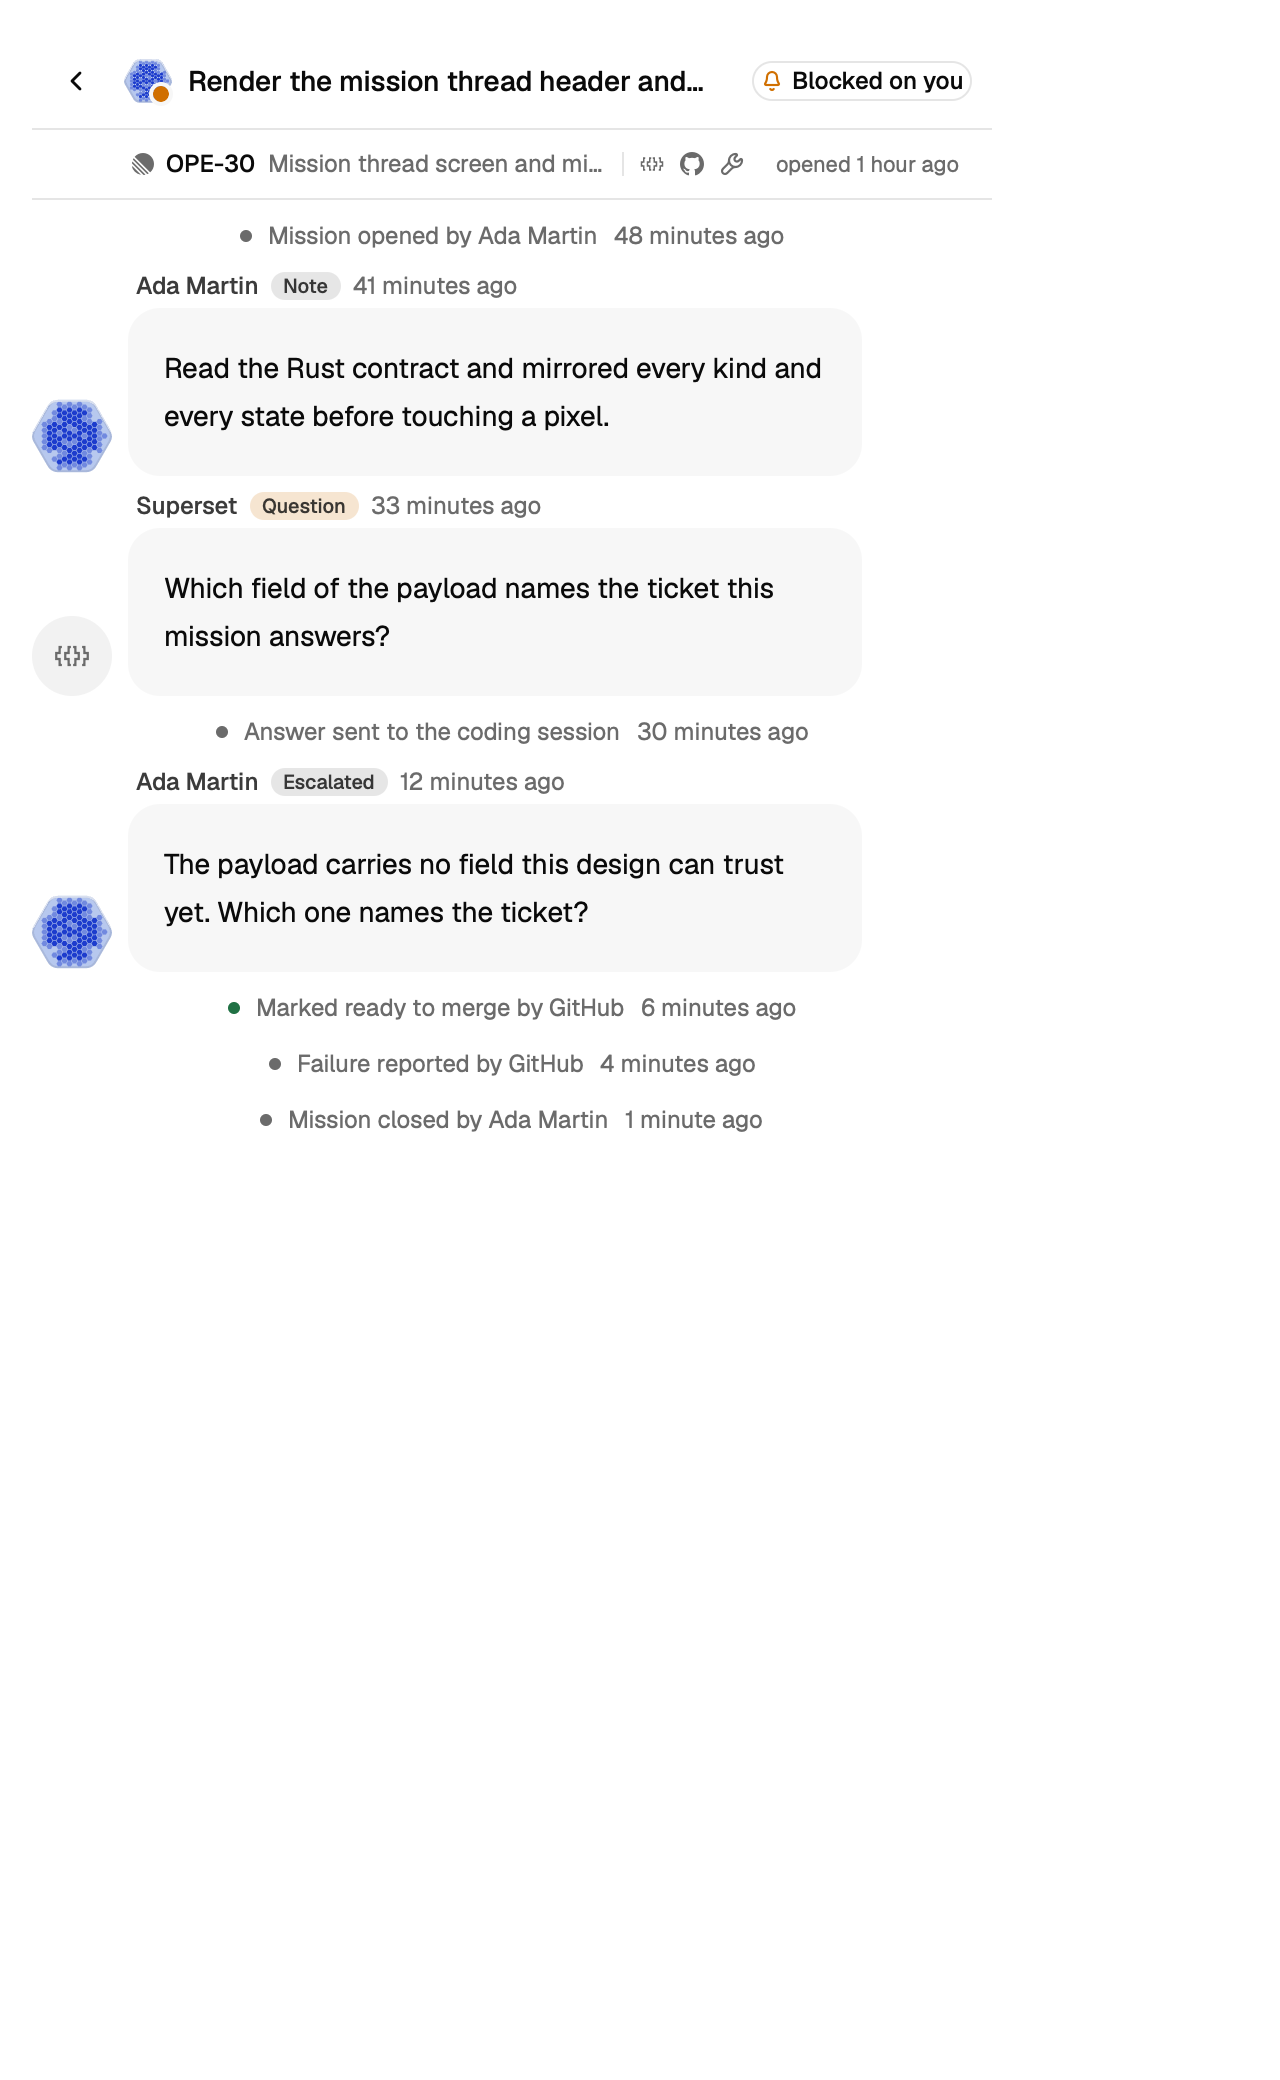 Render the mission thread header and...
Blocked on you
OPE-30 Mission thread screen and mi...
opened 1 hour ago
Mission opened by Ada Martin 48 minutes ago
Ada Martin Note 41 minutes ago
Read the Rust contract and mirrored every kind and
every state before touching a pixel.
Superset Question 33 minutes ago
Which field of the payload names the ticket this
mission answers?
Answer sent to the coding session 30 minutes ago
Ada Martin Escalated 12 minutes ago
The payload carries no field this design can trust
yet. Which one names the ticket?
Marked ready to merge by GitHub 6 minutes ago
Failure reported by GitHub 4 minutes ago
Mission closed by Ada Martin 1 minute ago